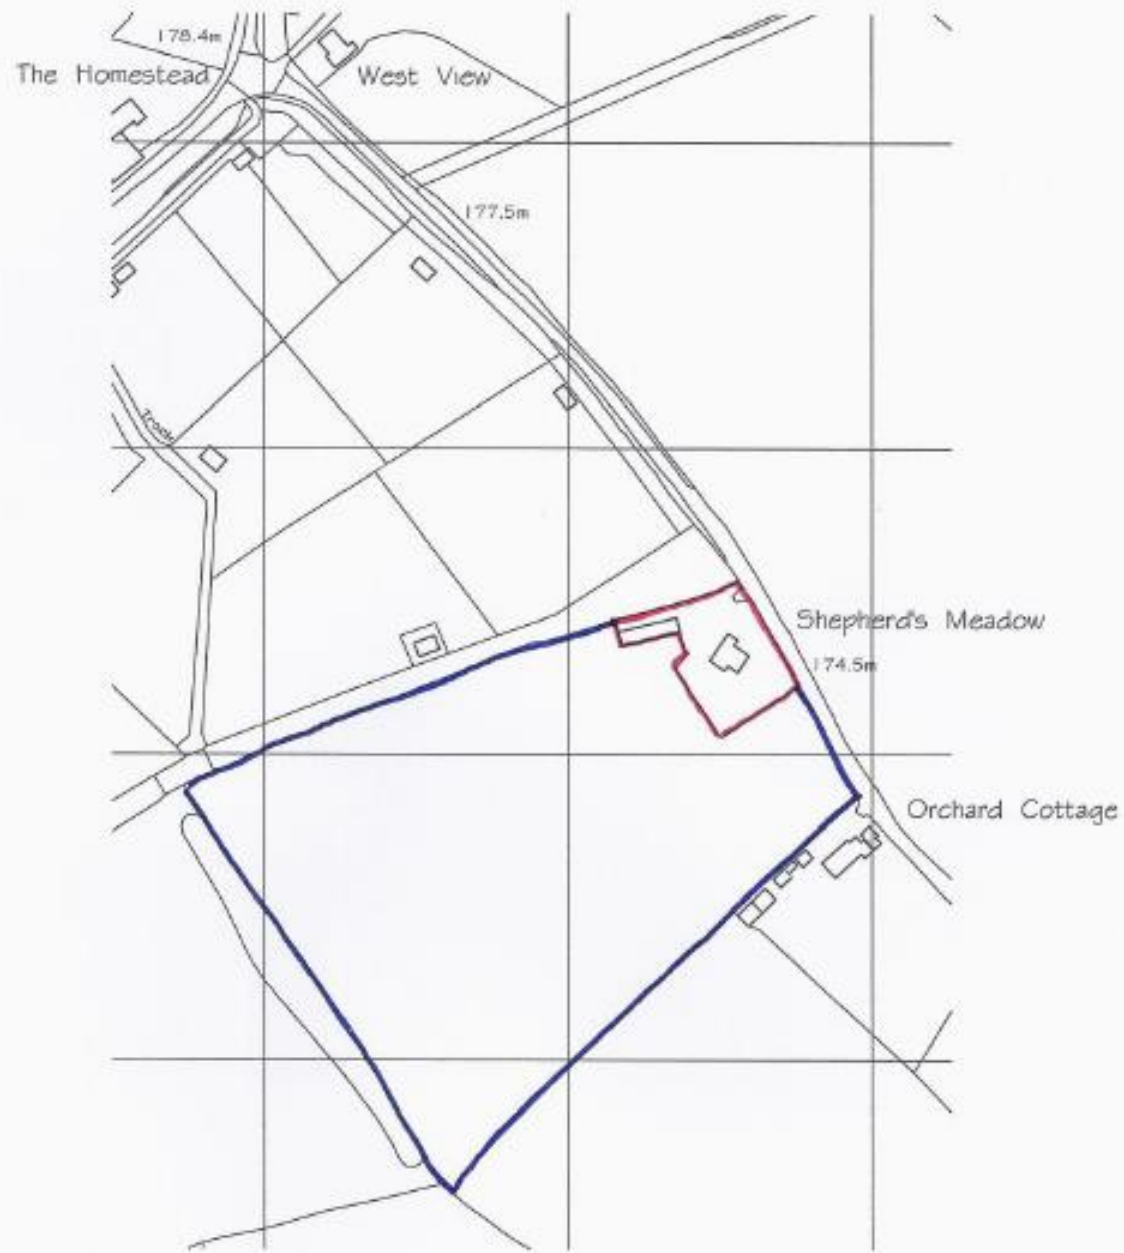 178.4m
The Homestead
West View
177.5m
Track
Shepherd's Meadow
174.5m
Orchard Cottage